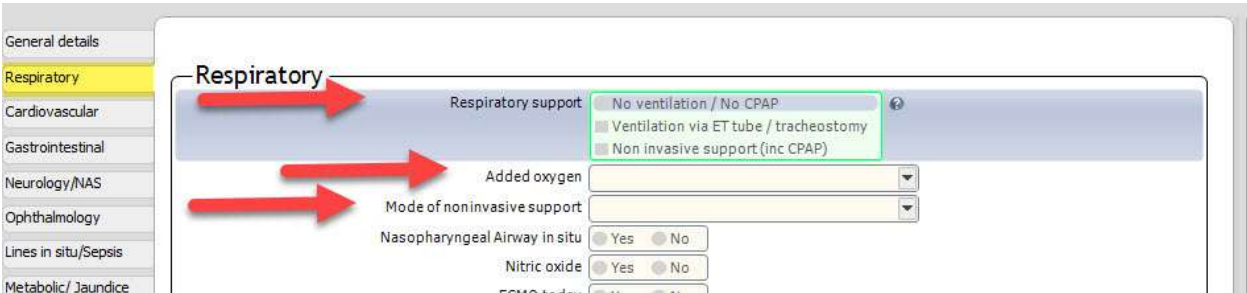 General details
Respiratory
Cardiovascular
Gastrointestinal
Neurology/NAS
Ophthalmology
Lines in situ/Sepsis
Metabolic/ Jaundice
Respiratory
Respiratory support No ventilation / No CPAP
Ventilation via ET tube / tracheostomy
Non invasive support (inc CPAP)
Added oxygen
Mode of noninvasive support
Nasopharyngeal Airway in situ Yes No
Nitric oxide Yes No